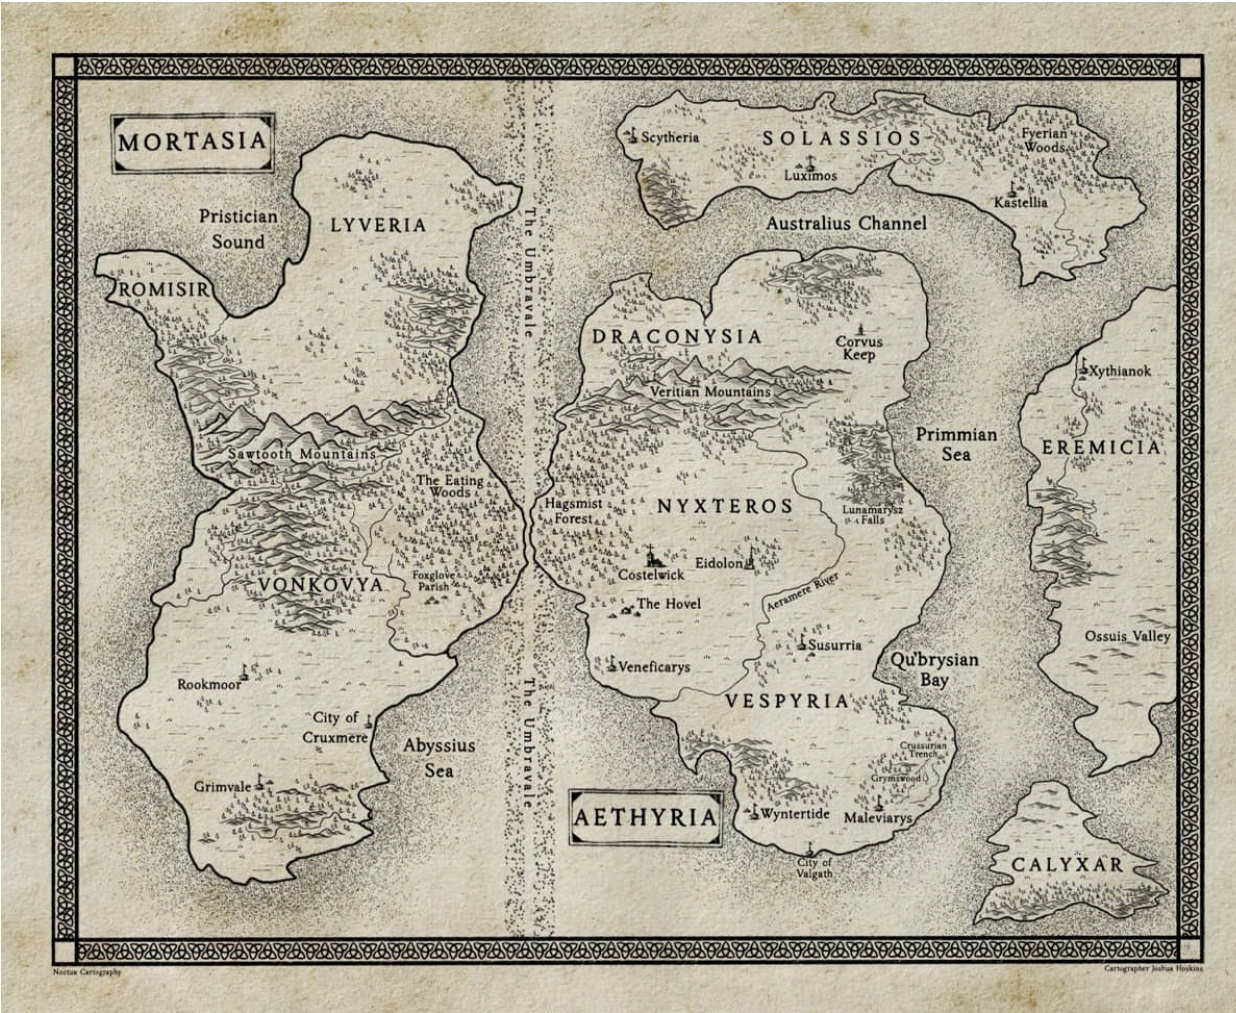 MORTASIA
Pristician
Sound
LYVERIA
ROMISIR
Sawtooth Mountains
The Eating
Woods
VONKOVYA
Foxglove
Parish
Rookmoor
City of
Cruxmere
Grimvale
Abyssius
Sea
The Umbravale
The Umbravale
Scytheria
SOLASSIOS
Luximos
Fyerian
Woods
Kastellia
Australius Channel
DRACONYSIA
Corvus
Keep
Veritian Mountains
Primmian
Sea
Xythianok
EREMICIA
Hagsmist
Forest
NYXTEROS
Lunamarysz
Falls
Costelwick
Eidolon
The Hovel
Aeramere River
Veneficarys
Susurria
Qu'brysian
Bay
Ossuis Valley
VESPYRIA
Crussurian
Trench
Grymswood
AETHYRIA
Wyntertide
Maleviarys
City of
Valgath
CALYXAR
Noctua Cartography
Cartographer Joshua Hoskins